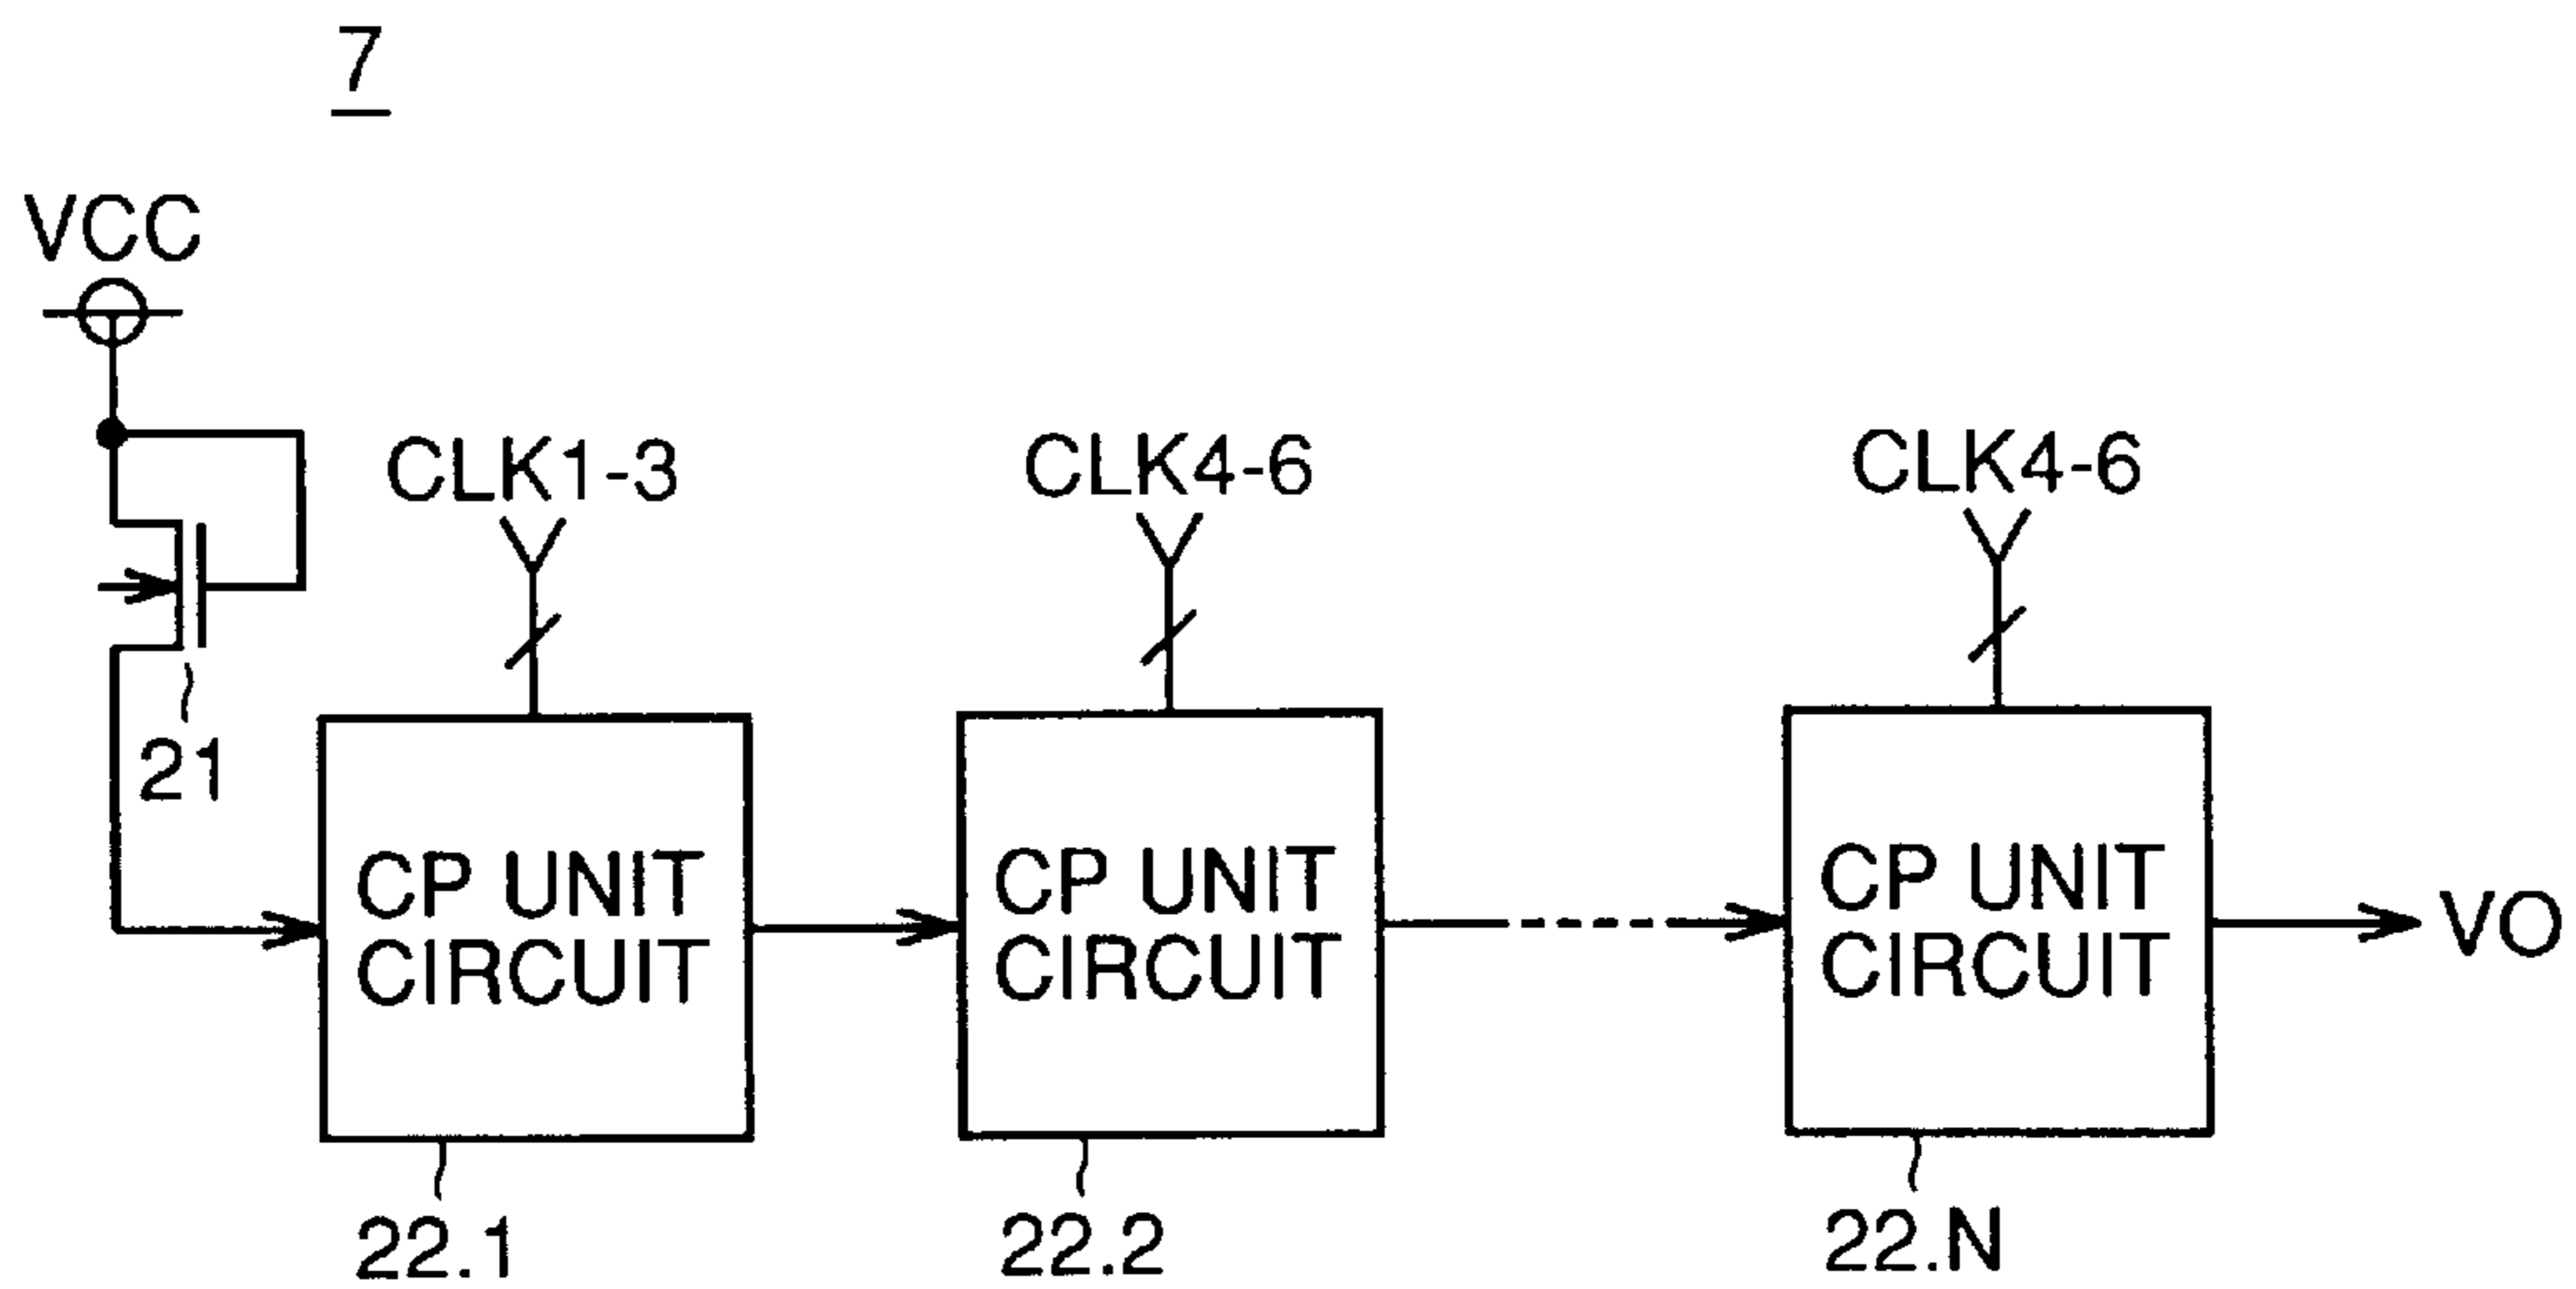 7
VCC
CLK1-3
CLK4-6
CLK4-6
21
CP UNIT
CIRCUIT
CP UNIT
CIRCUIT
CP UNIT
CIRCUIT
VO
22.1
22.2
22.N